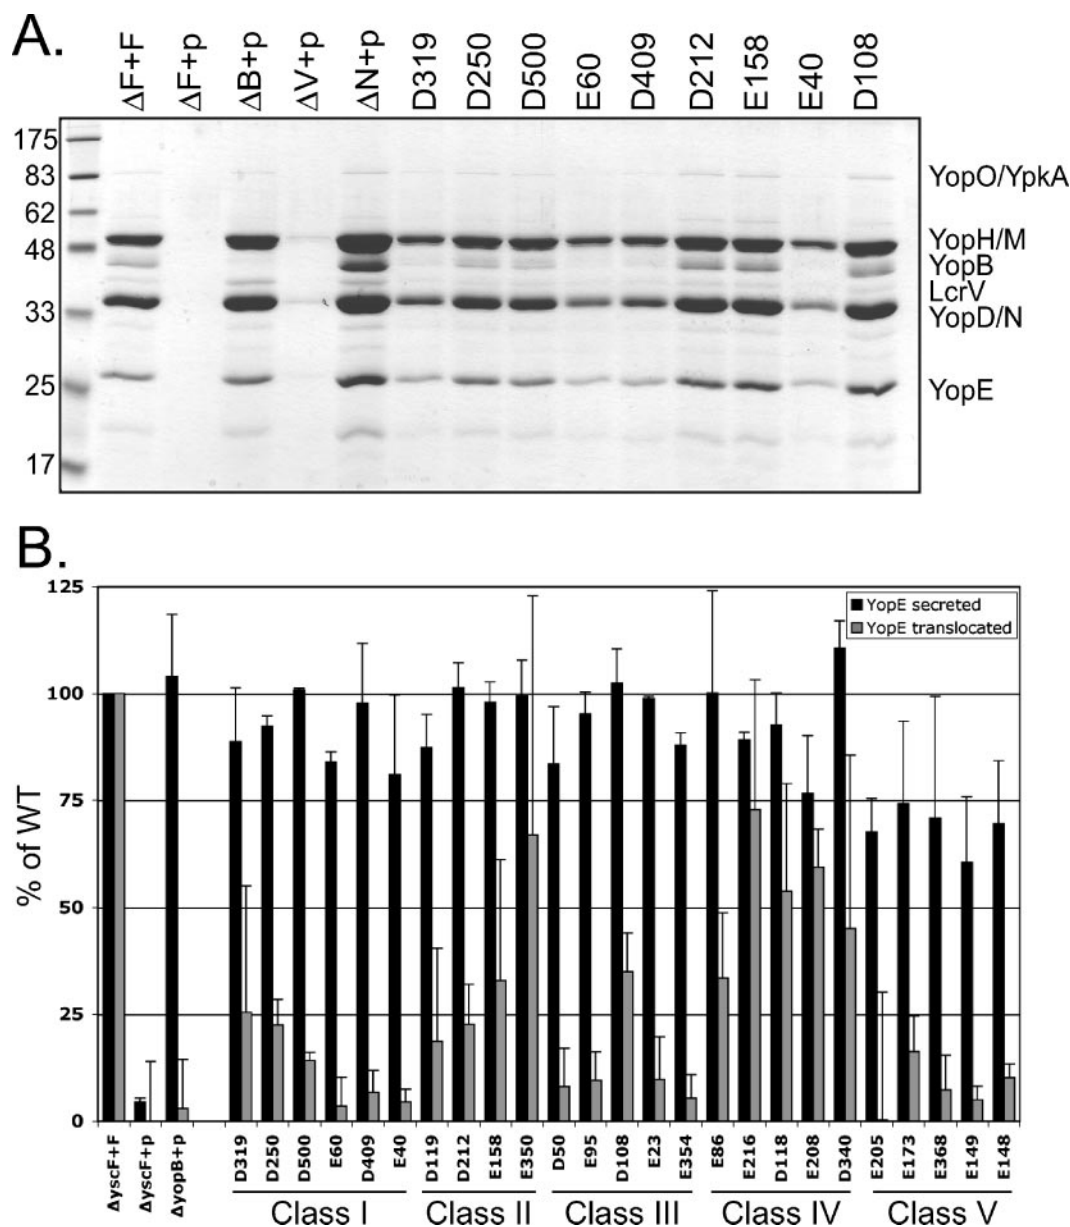 A.
ΔF+F ΔF+p ΔB+p ΔV+p ΔN+p D319 D250 D500 E60 D409 D212 E158 E40 D108
175
83 YopO/YpkA
62
48 YopH/M
YopB
LcrV
33 YopD/N
25 YopE
17
B.
125
YopE secreted
YopE translocated
100
75
% of WT
50
25
0
ΔyscF+F ΔyscF+p ΔyopB+p D319 D250 D500 E60 D409 E40 D119 D212 E158 E350 D50 E95 D108 E23 E354 E86 E216 D118 E208 D340 E205 E173 E368 E149 E148
Class I Class II Class III Class IV Class V